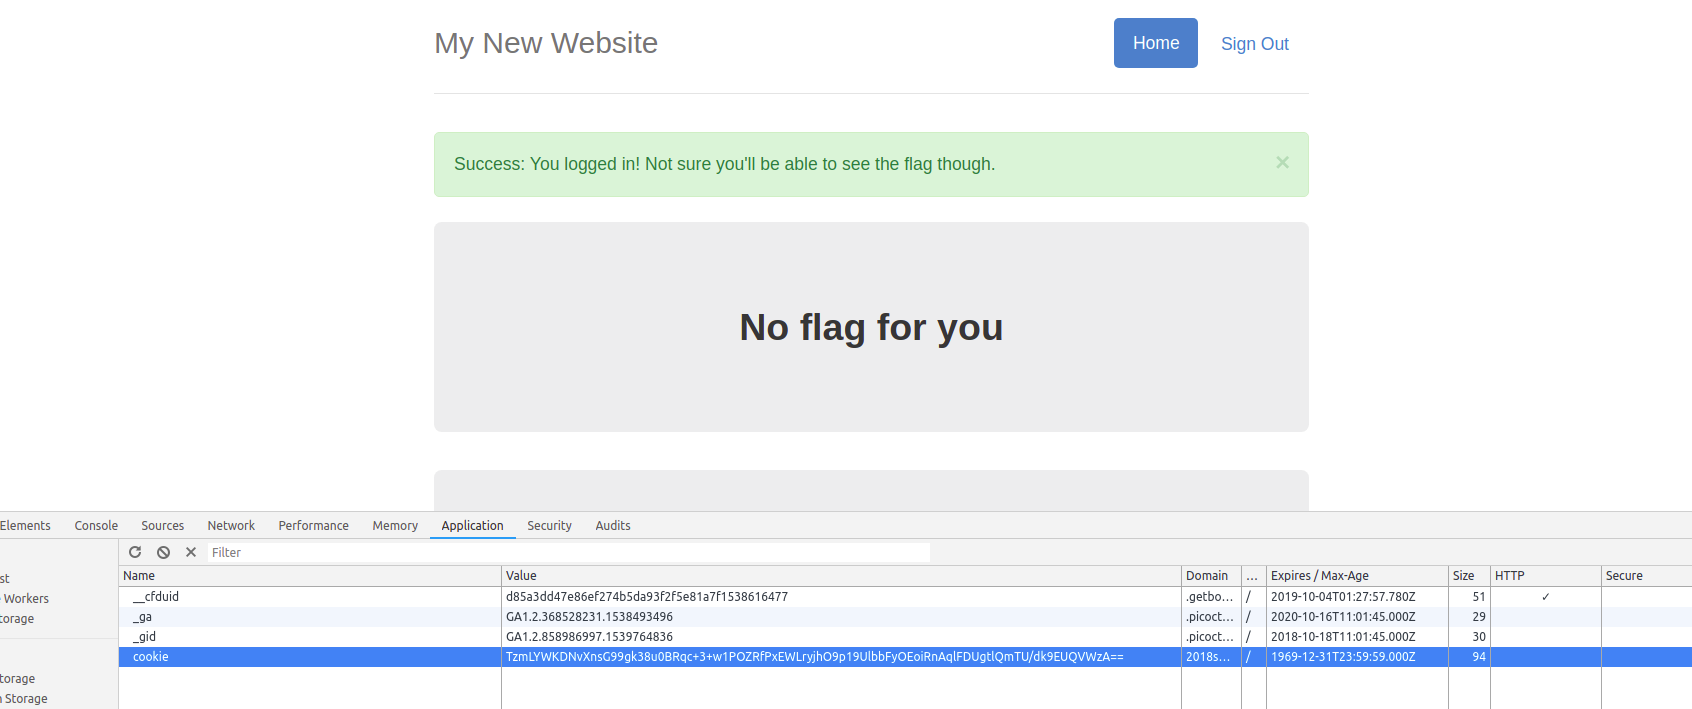 My New Website Home Sign Out
Success: You logged in! Not sure you'll be able to see the flag though. ×
No flag for you
Elements Console Sources Network Performance Memory Application Security Audits
Filter
Name Value Domain ... Expires / Max-Age Size HTTP Secure
st __cfduid d85a3dd47e86ef274b5da93f2f5e81a7f1538616477 .getbo... / 2019-10-04T01:27:57.780Z 51 ✓
Workers _ga GA1.2.368528231.1538493496 .picoct... / 2020-10-16T11:01:45.000Z 29
torage _gid GA1.2.858986997.1539764836 .picoct... / 2018-10-18T11:01:45.000Z 30
cookie TzmLYWKDNvXnsG99gk38u0BRqc+3+w1POZRfPxEWLryjhO9p19UlbbFyOEoiRnAqlFDUgtlQmTU/dk9EUQVWzA== 2018s... / 1969-12-31T23:59:59.000Z 94
torage
n Storage